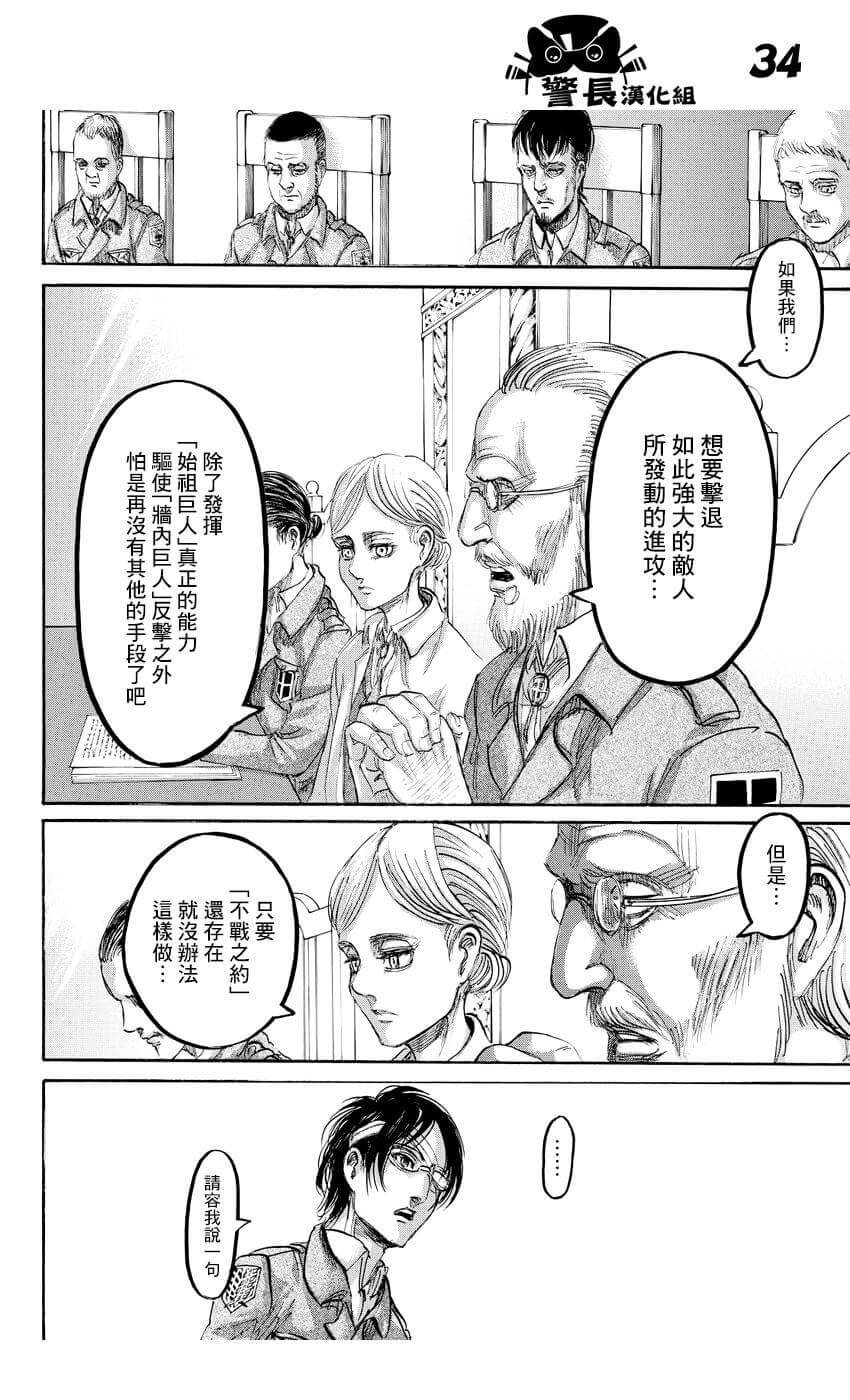 警長漢化組
34
如果我們…
想要擊退
如此強大的敵人
所發動的進攻…
除了發揮
「始祖巨人」真正的能力
驅使「牆內巨人」反擊之外
怕是再沒有其他的手段了吧
但是…
只要
「不戰之約」
還存在
就沒辦法
這樣做…
……
請容我說一句